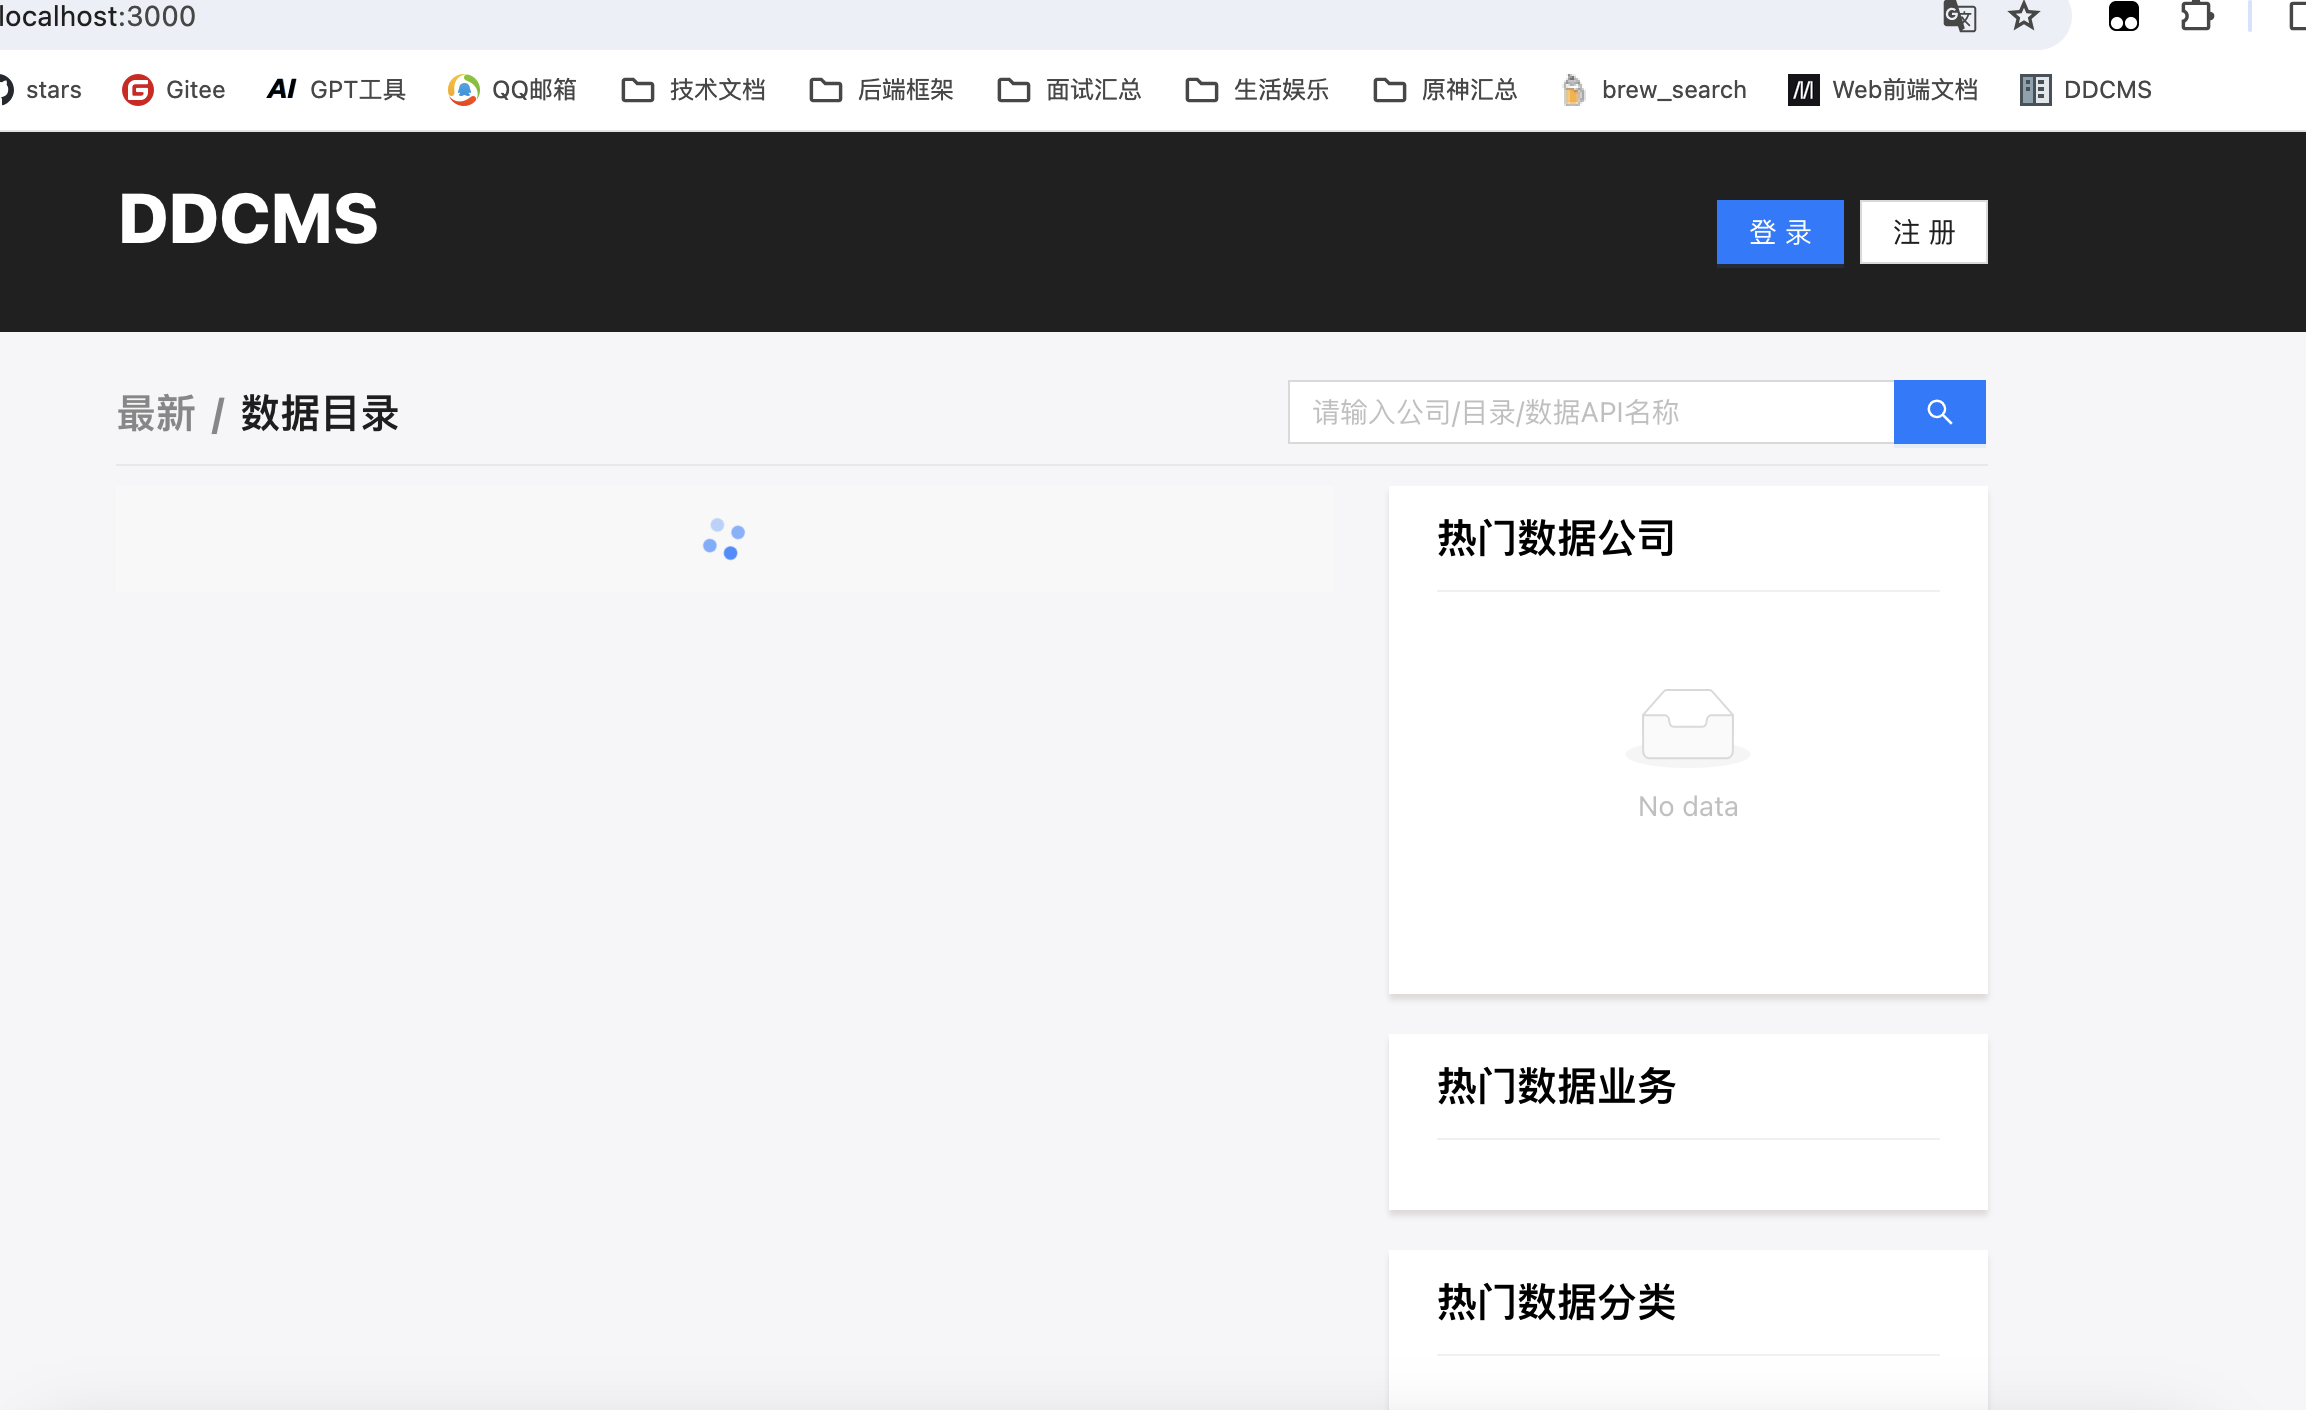 localhost:3000
stars Gitee AI GPT工具 QQ邮箱 技术文档 后端框架 面试汇总 生活娱乐 原神汇总 brew_search Web前端文档 DDCMS
DDCMS
登 录 注 册
最新 / 数据目录
请输入公司/目录/数据API名称
热门数据公司
No data
热门数据业务
热门数据分类